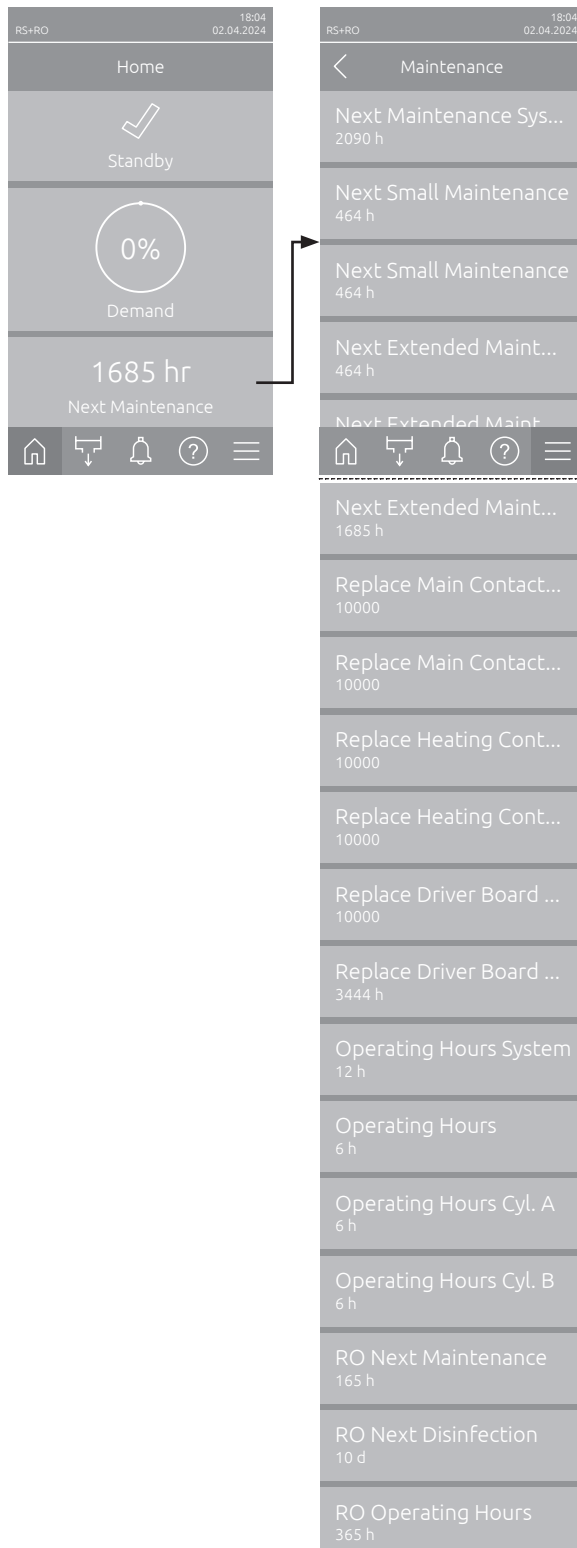 18:04
RS+RO 02.04.2024
Home
Standby
0%
Demand
1685 hr
Next Maintenance
?
18:04
RS+RO 02.04.2024
Maintenance
Next Maintenance Sys...
2090 h
Next Small Maintenance
464 h
Next Small Maintenance
464 h
Next Extended Maint...
464 h
Next Extended Maint
?
Next Extended Maint...
1685 h
Replace Main Contact...
10000
Replace Main Contact...
10000
Replace Heating Cont...
10000
Replace Heating Cont...
10000
Replace Driver Board ...
10000
Replace Driver Board ...
3444 h
Operating Hours System
12 h
Operating Hours
6 h
Operating Hours Cyl. A
6 h
Operating Hours Cyl. B
6 h
RO Next Maintenance
165 h
RO Next Disinfection
10 d
RO Operating Hours
365 h